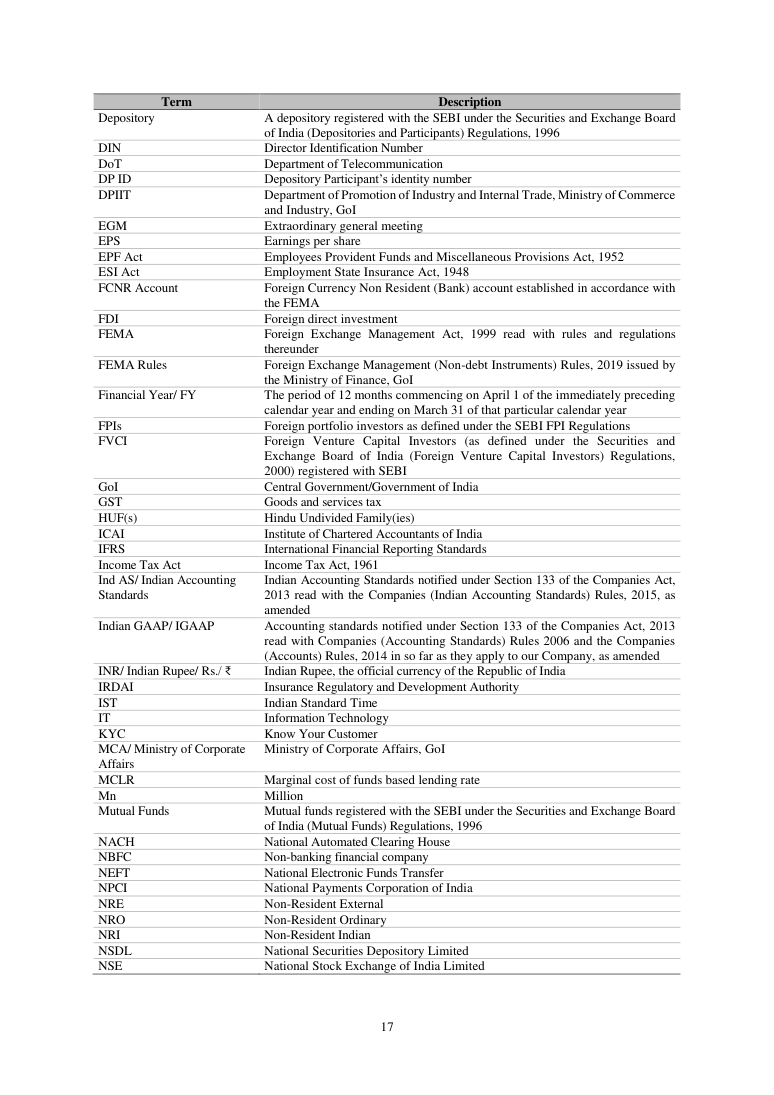 Term Description
Depository A depository registered with the SEBI under the Securities and Exchange Board
of India (Depositories and Participants) Regulations, 1996
DIN Director Identification Number
DoT Department of Telecommunication
DP ID Depository Participant's identity number
DPIIT Department of Promotion of Industry and Internal Trade, Ministry of Commerce
and Industry, GoI
EGM Extraordinary general meeting
EPS Earnings per share
EPF Act Employees Provident Funds and Miscellaneous Provisions Act, 1952
ESI Act Employment State Insurance Act, 1948
FCNR Account Foreign Currency Non Resident (Bank) account established in accordance with
the FEMA
FDI Foreign direct investment
FEMA Foreign Exchange Management Act, 1999 read with rules and regulations
thereunder
FEMA Rules Foreign Exchange Management (Non-debt Instruments) Rules, 2019 issued by
the Ministry of Finance, GoI
Financial Year/ FY The period of 12 months commencing on April 1 of the immediately preceding
calendar year and ending on March 31 of that particular calendar year
FPIs Foreign portfolio investors as defined under the SEBI FPI Regulations
FVCI Foreign Venture Capital Investors (as defined under the Securities and
Exchange Board of India (Foreign Venture Capital Investors) Regulations,
2000) registered with SEBI
GoI Central Government/Government of India
GST Goods and services tax
HUF(s) Hindu Undivided Family(ies)
ICAI Institute of Chartered Accountants of India
IFRS International Financial Reporting Standards
Income Tax Act Income Tax Act, 1961
Ind AS/ Indian Accounting Indian Accounting Standards notified under Section 133 of the Companies Act,
Standards 2013 read with the Companies (Indian Accounting Standards) Rules, 2015, as
amended
Indian GAAP/ IGAAP Accounting standards notified under Section 133 of the Companies Act, 2013
read with Companies (Accounting Standards) Rules 2006 and the Companies
(Accounts) Rules, 2014 in so far as they apply to our Company, as amended
INR/ Indian Rupee/ Rs./ ₹ Indian Rupee, the official currency of the Republic of India
IRDAI Insurance Regulatory and Development Authority
IST Indian Standard Time
IT Information Technology
KYC Know Your Customer
MCA/ Ministry of Corporate Ministry of Corporate Affairs, GoI
Affairs
MCLR Marginal cost of funds based lending rate
Mn Million
Mutual Funds Mutual funds registered with the SEBI under the Securities and Exchange Board
of India (Mutual Funds) Regulations, 1996
NACH National Automated Clearing House
NBFC Non-banking financial company
NEFT National Electronic Funds Transfer
NPCI National Payments Corporation of India
NRE Non-Resident External
NRO Non-Resident Ordinary
NRI Non-Resident Indian
NSDL National Securities Depository Limited
NSE National Stock Exchange of India Limited
17